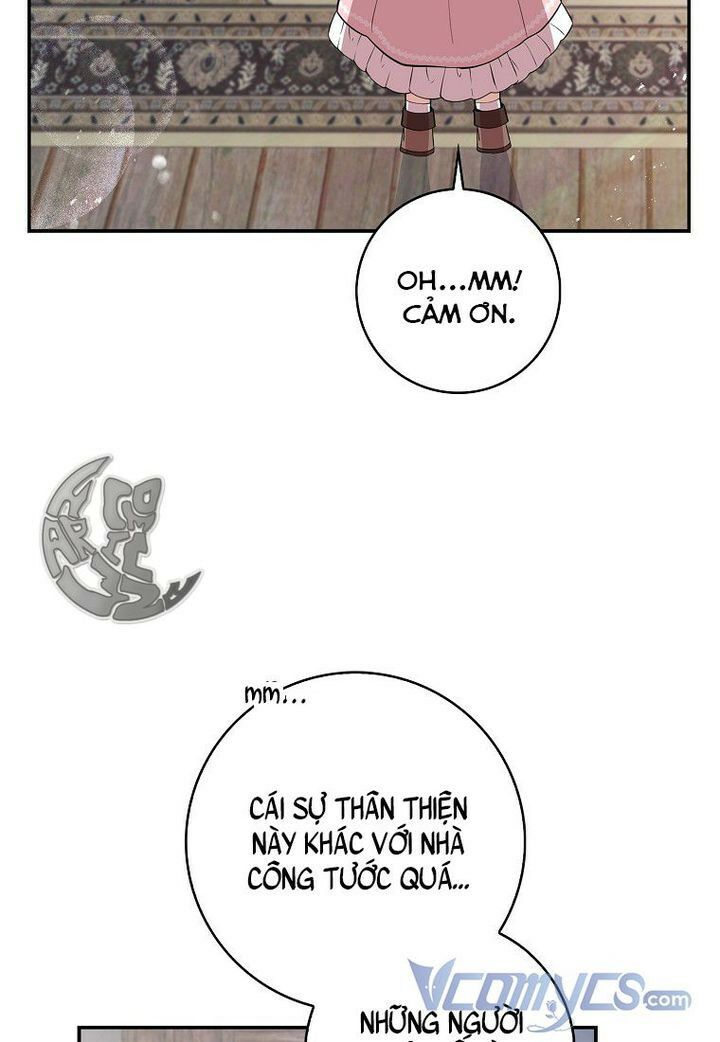 OH...MM!
CẢM ƠN.
mm...
CÁI SỰ THÂN THIỆN
NÀY KHÁC VỚI NHÀ
CÔNG TƯỚC QUÁ...
VCOMYCS.com
NHỮNG NGƯỜI